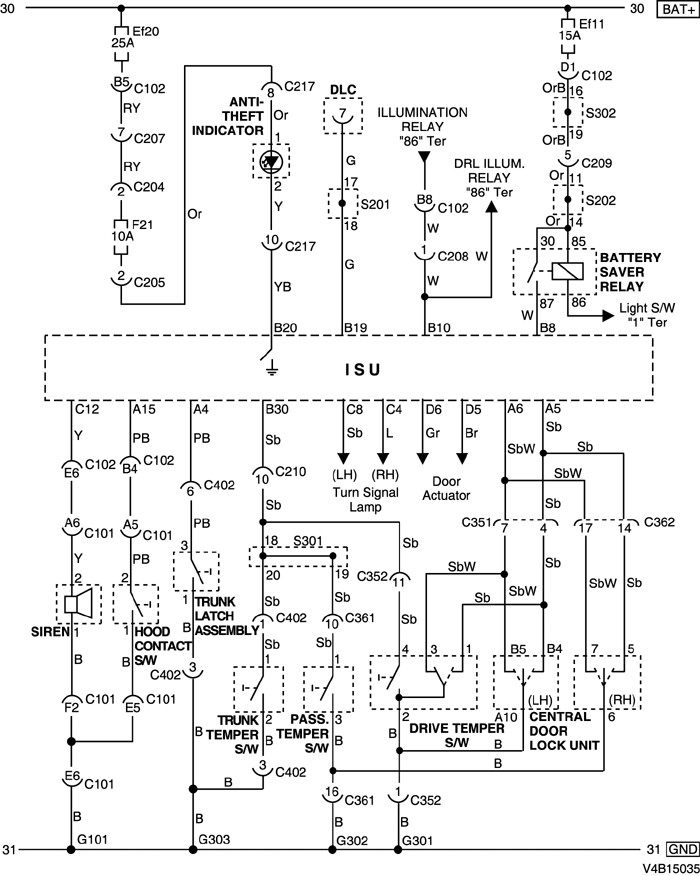 30
30 BAT+
Ef20
25A
B5 C102
RY
7 C207
RY
2 C204
F21
10A
2 C205
Or
8 C217
Or
ANTI-
THEFT
INDICATOR
1
2
Y
10 C217
YB
B20
DLC
7
G
17
S201
18
G
B19
ILLUMINATION
RELAY
"86" Ter
B8 C102
W
1 C208
W
B10
DRL ILLUM.
RELAY
"86" Ter
W
Ef11
15A
D1 C102
OrB 16
S302
19
OrB
5 C209
Or 11
S202
Or 14
30 85
BATTERY
SAVER
RELAY
87 86
W
B8
Light S/W
"1" Ter
ISU
C12 A15 A4 B30 C8 C4 D6 D5 A6 A5
Y PB PB Sb Sb L Gr Br SbW Sb
(LH) (RH)
Turn Signal
Lamp
Door
Actuator
E6 C102
B4 C102
6 C402
10 C210
Sb
SbW
Sb
A6 C101
A5 C101
PB
C351 7 4
17 14 C362
Y
PB
3
18 S301
20 19
Sb
C352 11
2
SIREN 1
2
HOOD
CONTACT
S/W
1
1
TRUNK
LATCH
ASSEMBLY
Sb
Sb
1 C402
10 C361
Sb
Sb
SbW
Sb
Sb
SbW
Sb
B
B
B
C402 3
1
TRUNK
TEMPER
S/W
2
1
PASS.
TEMPER
S/W
3
4 3 1
2
DRIVE TEMPER
S/W
B5 B4
(LH)
A10
CENTRAL
DOOR
LOCK UNIT
7 5
(RH)
6
F2 C101
E5 C101
B
B
B
B
B
B
3 C402
B
E6 C101
16 C361
1 C352
B
B
B
B
31
G101
G303
G302
G301
31 GND
V4B15035